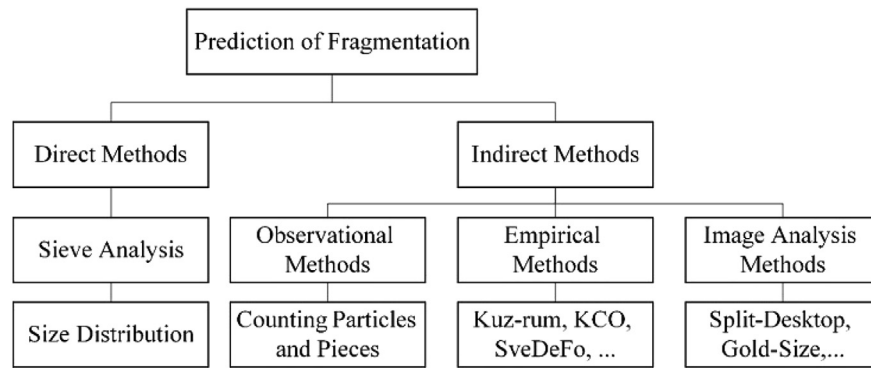 Prediction of Fragmentation
Direct Methods
Indirect Methods
Sieve Analysis
Observational
Methods
Empirical
Methods
Image Analysis
Methods
Size Distribution
Counting Particles
and Pieces
Kuz-rum, KCO,
SveDeFo, ...
Split-Desktop,
Gold-Size,...